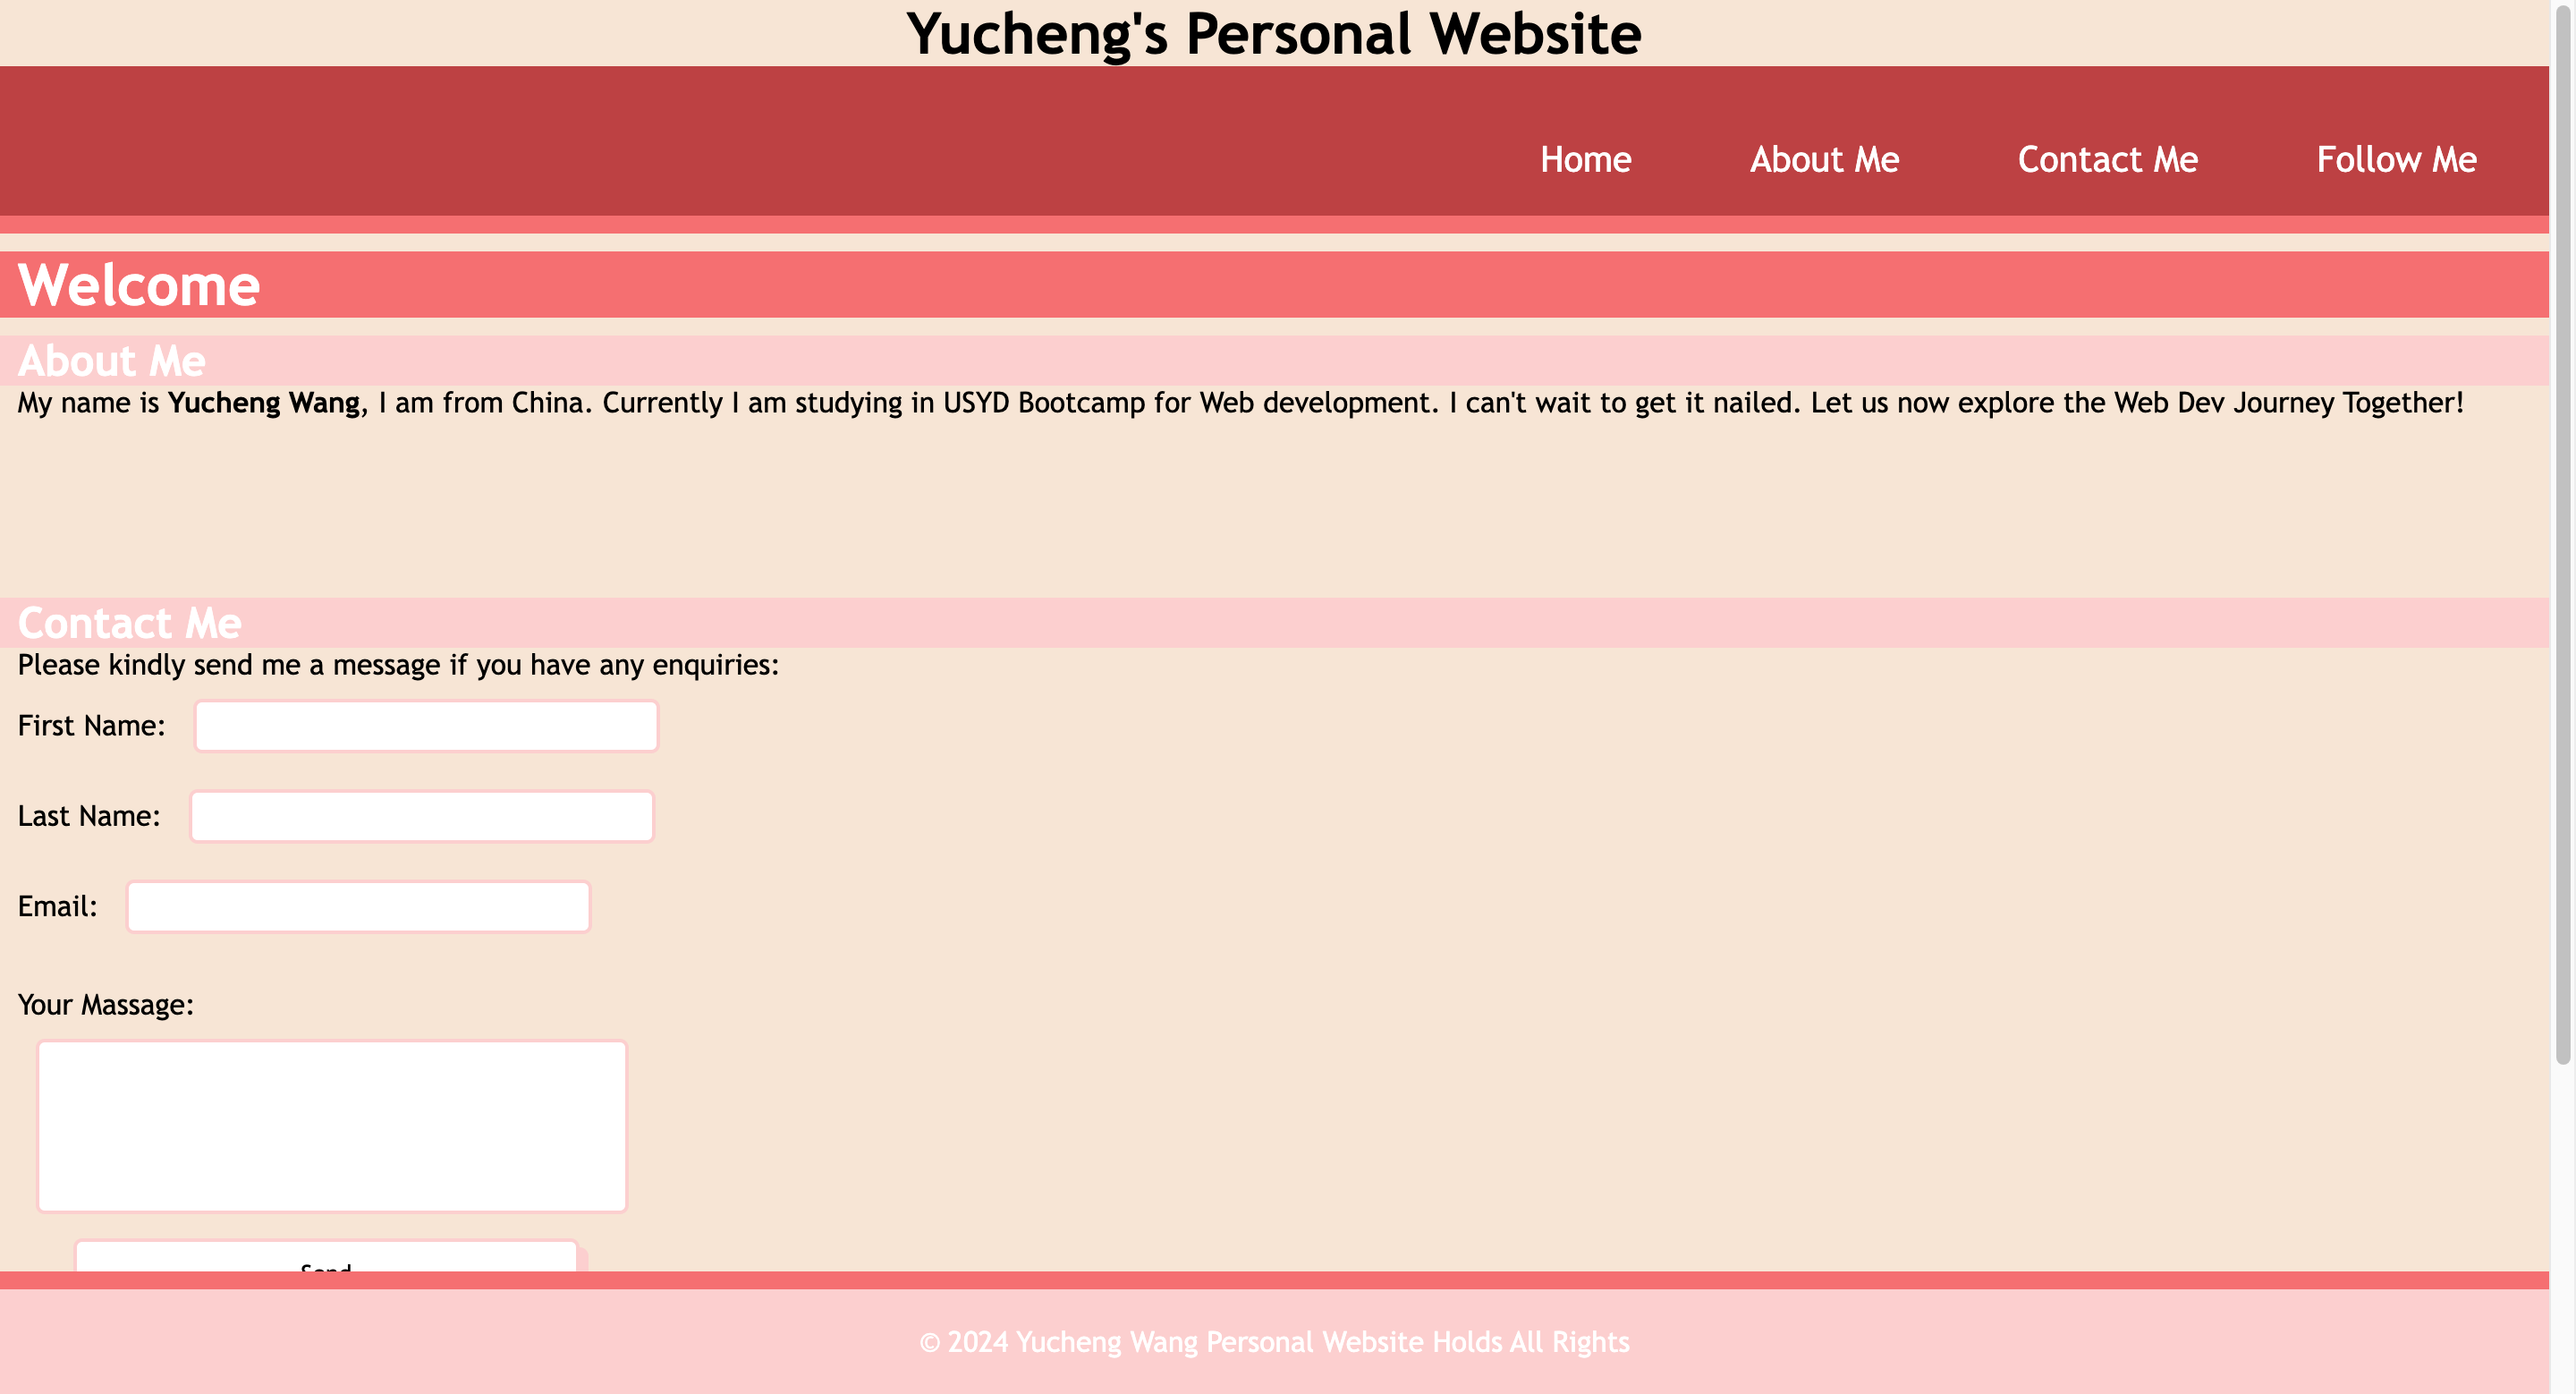 Yucheng's Personal Website
Home About Me Contact Me Follow Me
Welcome
About Me
My name is Yucheng Wang, I am from China. Currently I am studying in USYD Bootcamp for Web development. I can't wait to get it nailed. Let us now explore the Web Dev Journey Together!
Contact Me
Please kindly send me a message if you have any enquiries:
First Name:
Last Name:
Email:
Your Massage:
Send
© 2024 Yucheng Wang Personal Website Holds All Rights